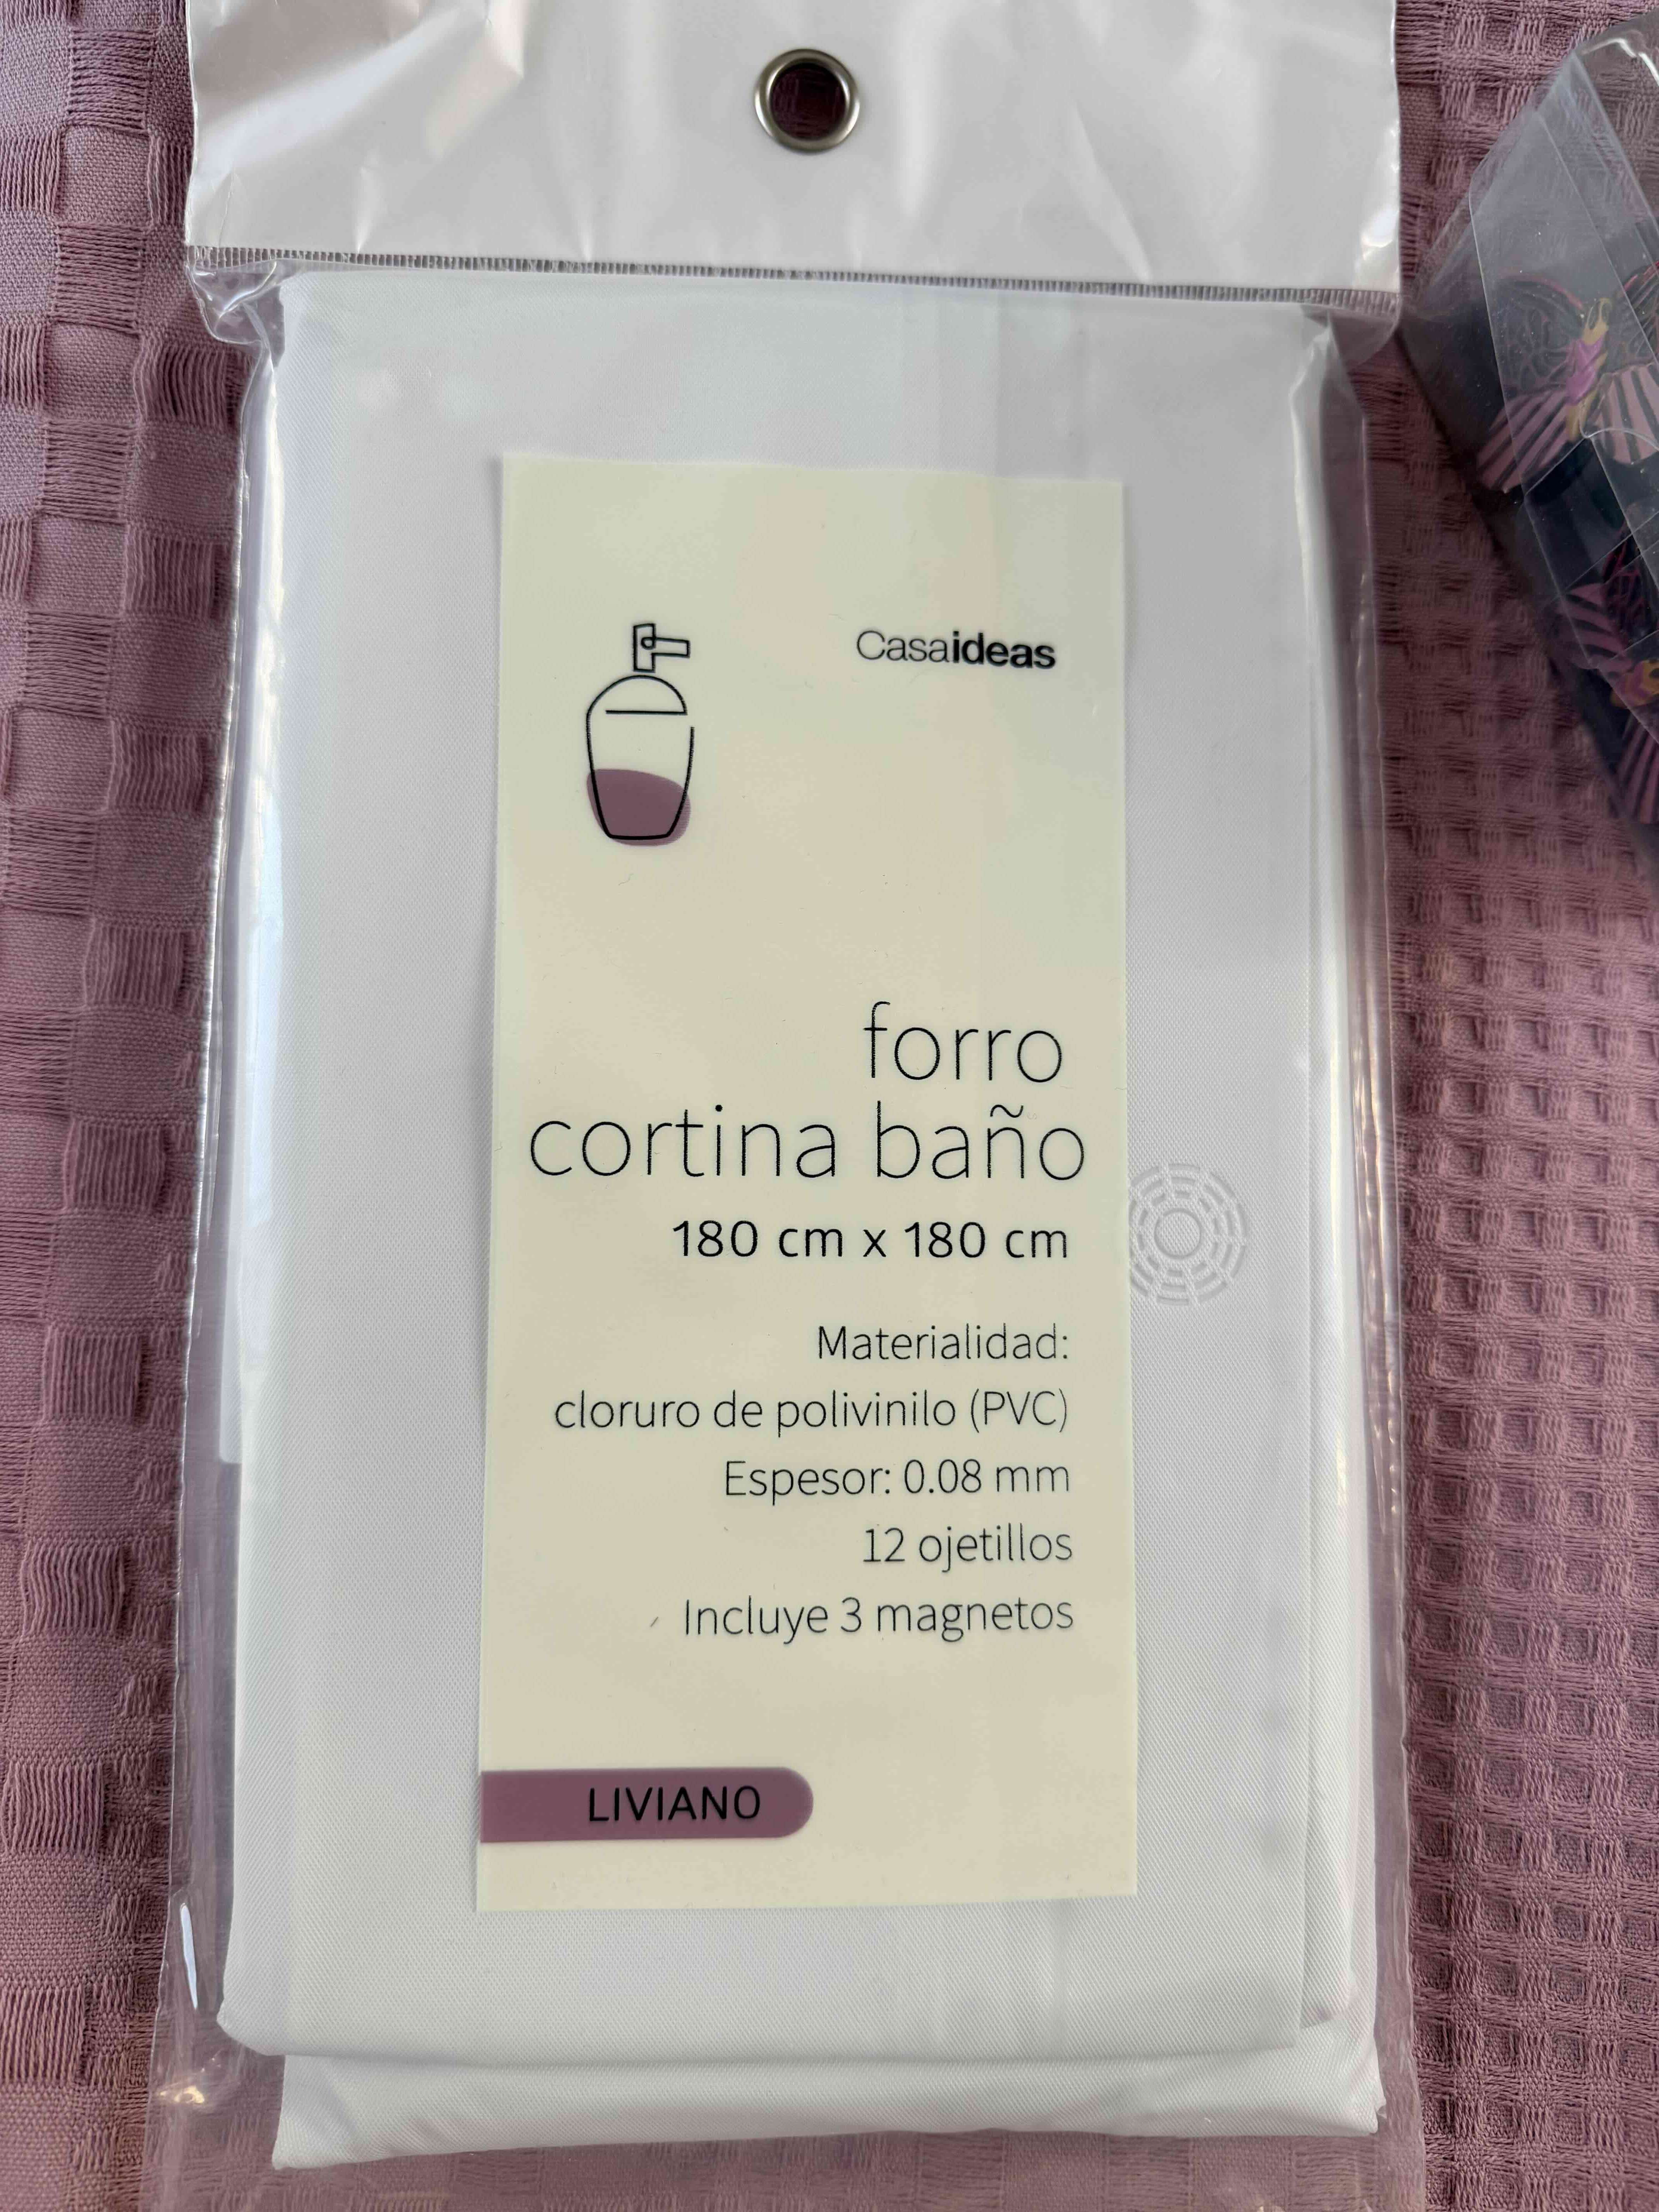 Casaideas
forro
cortina baño
180 cm x 180 cm
Materialidad:
cloruro de polivinilo (PVC)
Espesor: 0.08 mm
12 ojetillos
Incluye 3 magnetos
LIVIANO